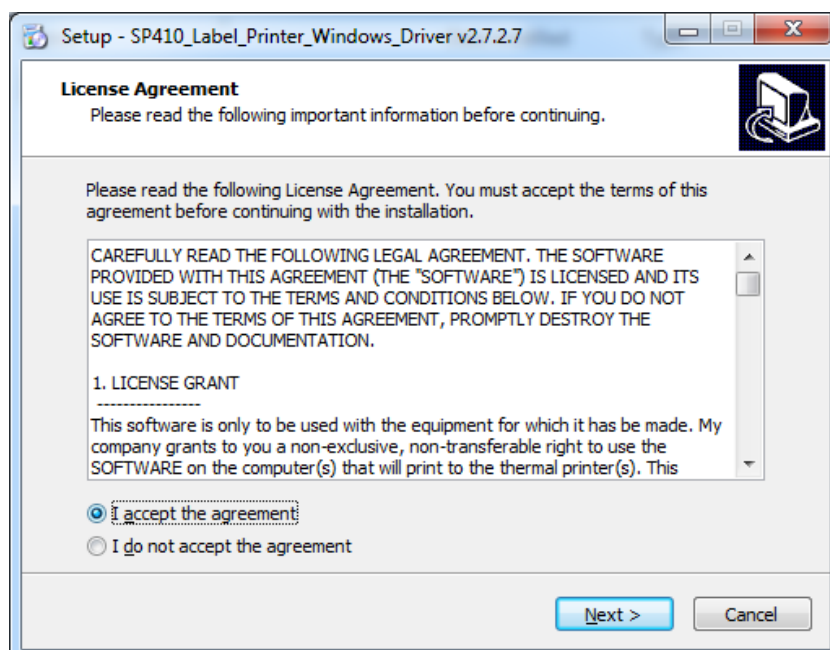 Setup - SP410_Label_Printer_Windows_Driver v2.7.2.7
License Agreement
Please read the following important information before continuing.
Please read the following License Agreement. You must accept the terms of this
agreement before continuing with the installation.
CAREFULLY READ THE FOLLOWING LEGAL AGREEMENT. THE SOFTWARE
PROVIDED WITH THIS AGREEMENT (THE "SOFTWARE") IS LICENSED AND ITS
USE IS SUBJECT TO THE TERMS AND CONDITIONS BELOW. IF YOU DO NOT
AGREE TO THE TERMS OF THIS AGREEMENT, PROMPTLY DESTROY THE
SOFTWARE AND DOCUMENTATION.
1. LICENSE GRANT
----------------
This software is only to be used with the equipment for which it has be made. My
company grants to you a non-exclusive, non-transferable right to use the
SOFTWARE on the computer(s) that will print to the thermal printer(s). This
I accept the agreement
I do not accept the agreement
Next >
Cancel